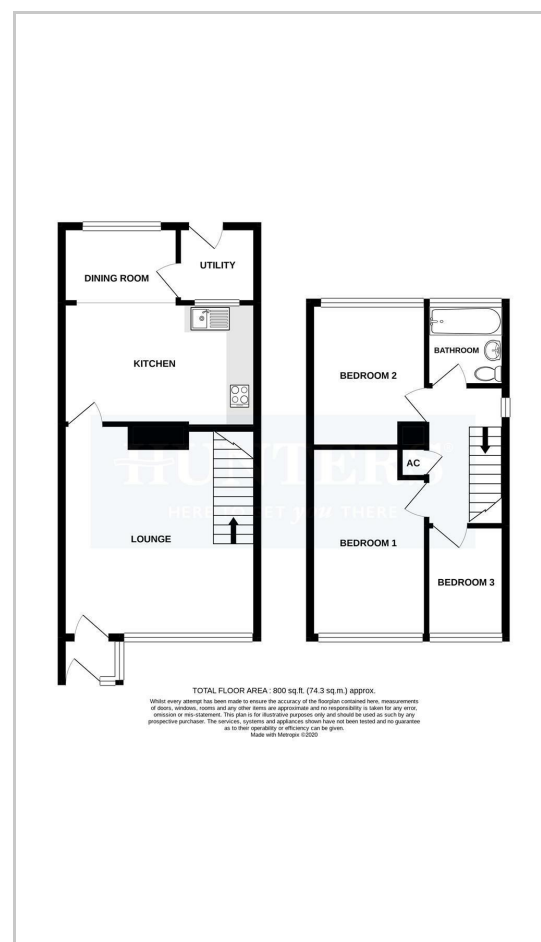 DINING ROOM
UTILITY
KITCHEN
LOUNGE
BATHROOM
BEDROOM 2
AC
BEDROOM 1
BEDROOM 3
HUNTERS
HERE TO GET you THERE
TOTAL FLOOR AREA : 800 sq.ft. (74.3 sq.m.) approx.
Whilst every attempt has been made to ensure the accuracy of the floorplan contained here, measurements
of doors, windows, rooms and any other items are approximate and no responsibility is taken for any error,
omission or mis-statement. This plan is for illustrative purposes only and should be used as such by any
prospective purchaser. The services, systems and appliances shown have not been tested and no guarantee
as to their operability or efficiency can be given.
Made with Metropix ©2020